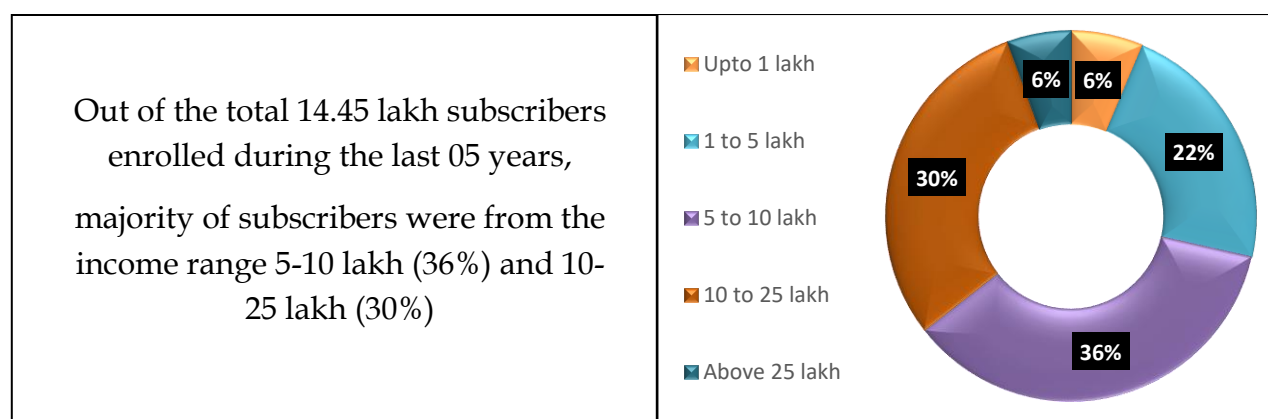 Out of the total 14.45 lakh subscribers
enrolled during the last 05 years,
majority of subscribers were from the
income range 5-10 lakh (36%) and 10-
25 lakh (30%)
Upto 1 lakh
1 to 5 lakh
5 to 10 lakh
10 to 25 lakh
Above 25 lakh
6%
6%
22%
30%
36%